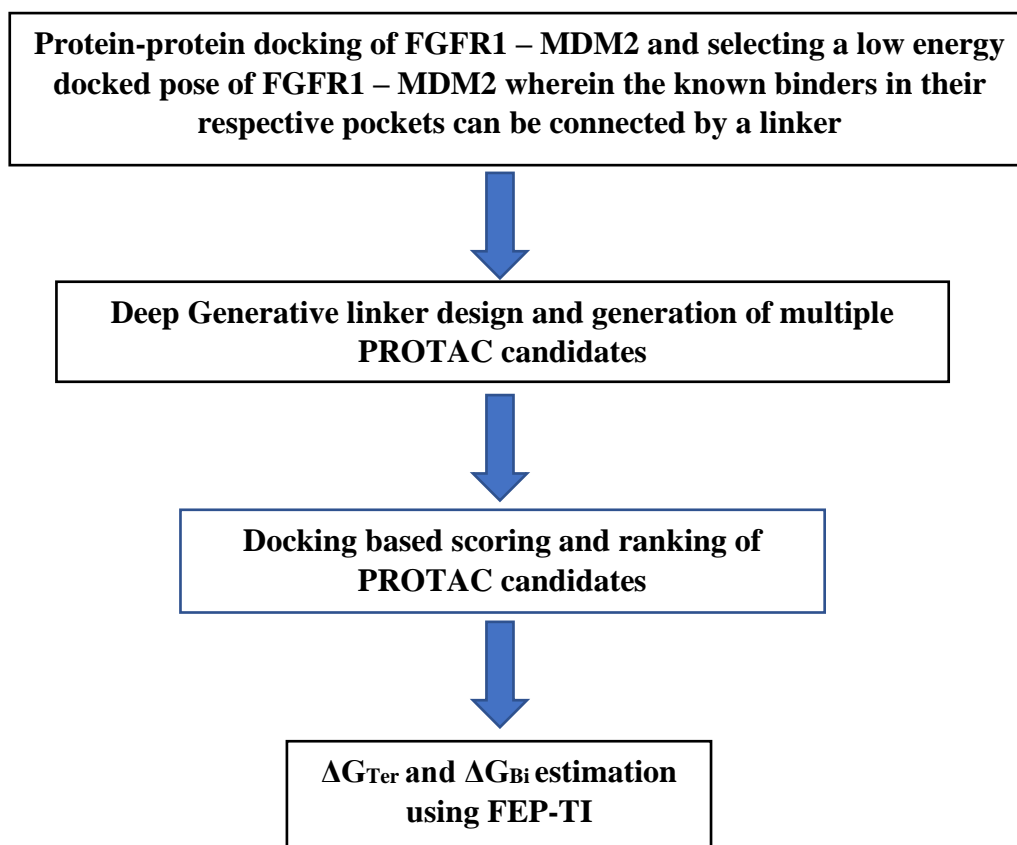 Protein-protein docking of FGFR1 – MDM2 and selecting a low energy
docked pose of FGFR1 – MDM2 wherein the known binders in their
respective pockets can be connected by a linker
Deep Generative linker design and generation of multiple
PROTAC candidates
Docking based scoring and ranking of
PROTAC candidates
ΔGTer and ΔGBi estimation
using FEP-TI